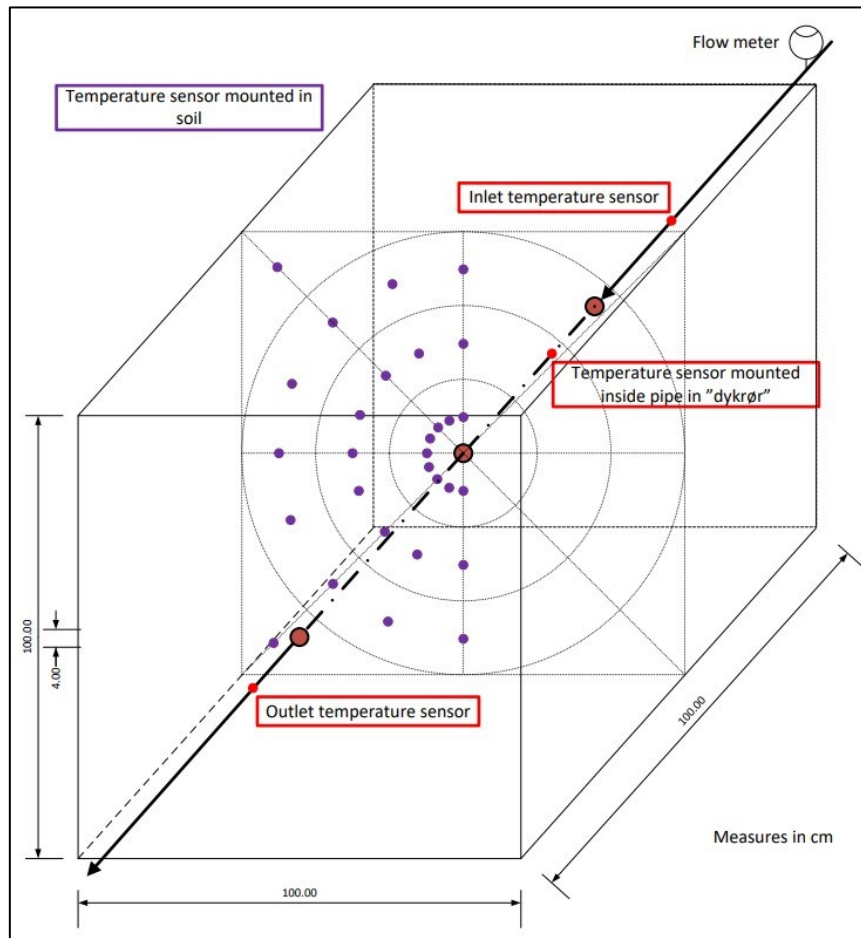 Flow meter
Temperature sensor mounted in
soil
Inlet temperature sensor
Temperature sensor mounted
inside pipe in ”dykrør”
100.00
4.00
Outlet temperature sensor
100.00
Measures in cm
100.00